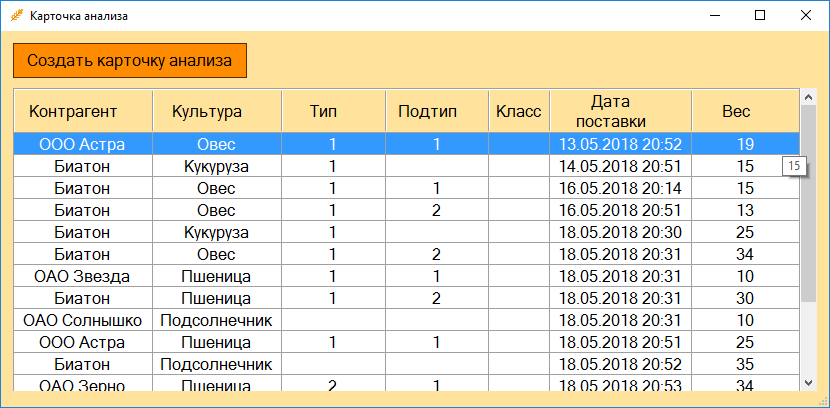 Карточка анализа
Создать карточку анализа
Контрагент Культура Тип Подтип Класс Дата поставки Вес
ООО Астра Овес 1 1 13.05.2018 20:52 19
Биатон Кукуруза 1 14.05.2018 20:51 15
15
Биатон Овес 1 1 16.05.2018 20:14 15
Биатон Овес 1 2 16.05.2018 20:51 13
Биатон Кукуруза 1 18.05.2018 20:30 25
Биатон Овес 1 2 18.05.2018 20:31 34
ОАО Звезда Пшеница 1 1 18.05.2018 20:31 10
Биатон Пшеница 1 2 18.05.2018 20:31 30
ОАО Солнышко Подсолнечник 18.05.2018 20:31 10
ООО Астра Пшеница 1 1 18.05.2018 20:51 25
Биатон Подсолнечник 18.05.2018 20:52 35
ОАО Зерно Пшеница 2 1 18.05.2018 20:53 34